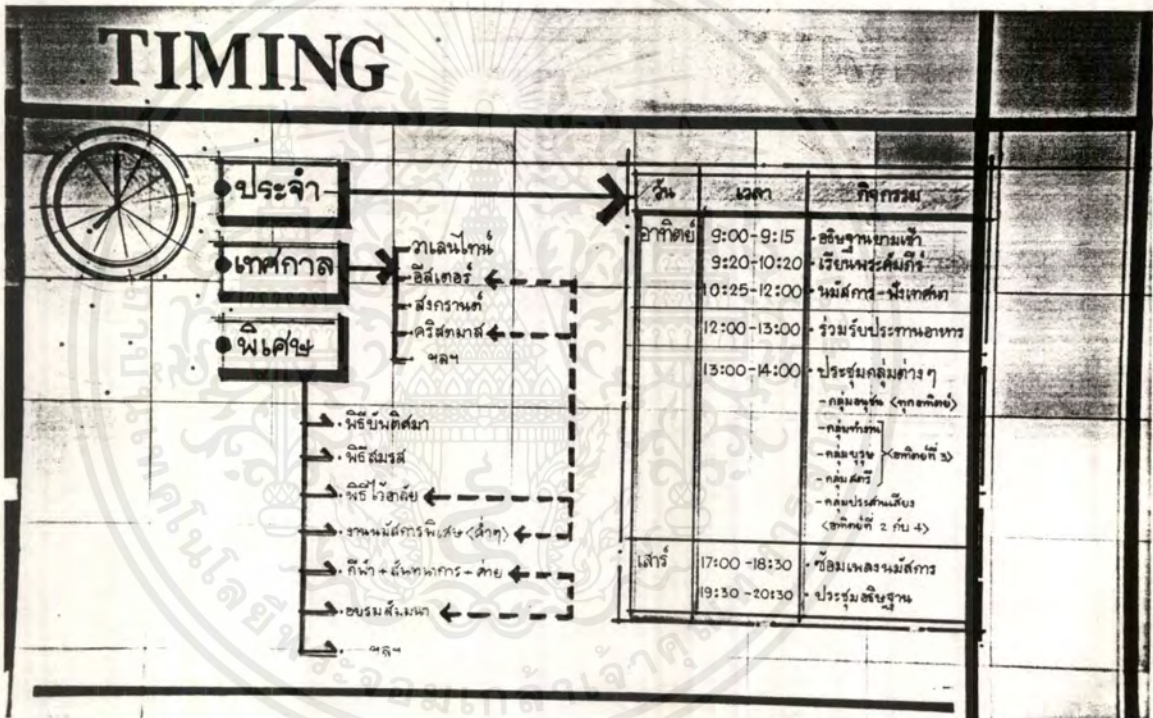 TIMING
ประจำ
เทศกาล
พิเศษ
วาเลนไทน์
อีสเตอร์
สงกรานต์
คริสตมาส
ฯลฯ
พิธีบัพติศมา
พิธีสมรส
พิธีไว้อาลัย
งานนมัสการพิเศษ
กีฬา + สันทนาการ + ค่าย
อบรมสัมมนา
ฯลฯ
วัน เวลา กิจกรรม
อาทิตย์ 9:00-9:15 อธิษฐานยามเช้า
9:20-10:20 เรียนพระคัมภีร์
10:25-12:00 นมัสการ-ฟังเทศนา
12:00-13:00 ร่วมรับประทานอาหาร
13:00-14:00 ประชุมกลุ่มต่างๆ
-กลุ่มอนุชน <ทุกอาทิตย์>
-กลุ่มทำงาน
-กลุ่มบุรุษ <อาทิตย์ที่ 3>
-กลุ่มสตรี
-กลุ่มประสานเสียง
<อาทิตย์ที่ 2 กับ 4>
เสาร์ 17:00-18:30 ซ้อมเพลงนมัสการ
19:30-20:30 ประชุมอธิษฐาน